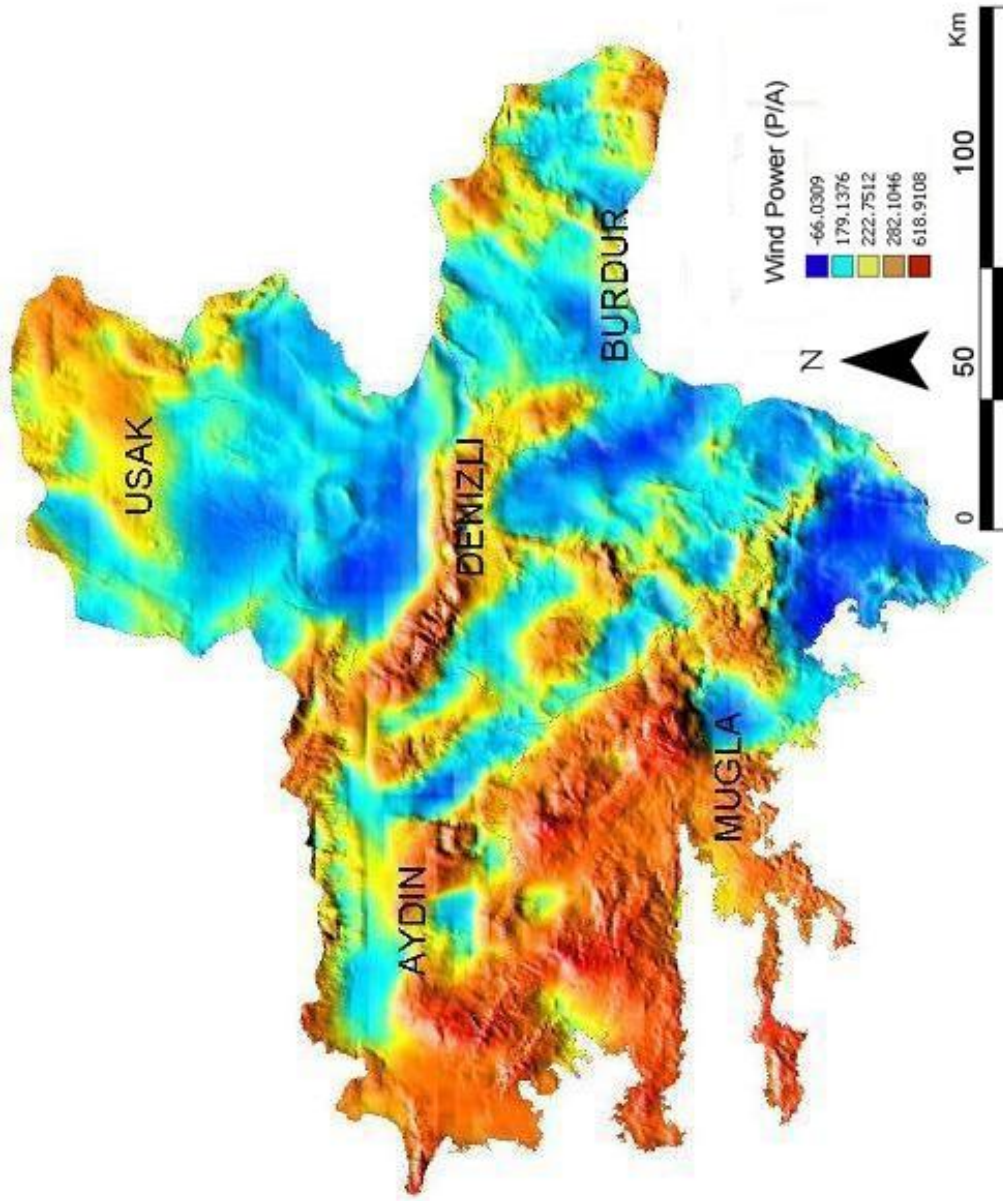 USAK
DENIZLI
BURDUR
AYDIN
MUGLA
Wind Power (P/A)
-66.0309
179.1376
222.7512
282.1046
618.9108
N
0 50 100 Km